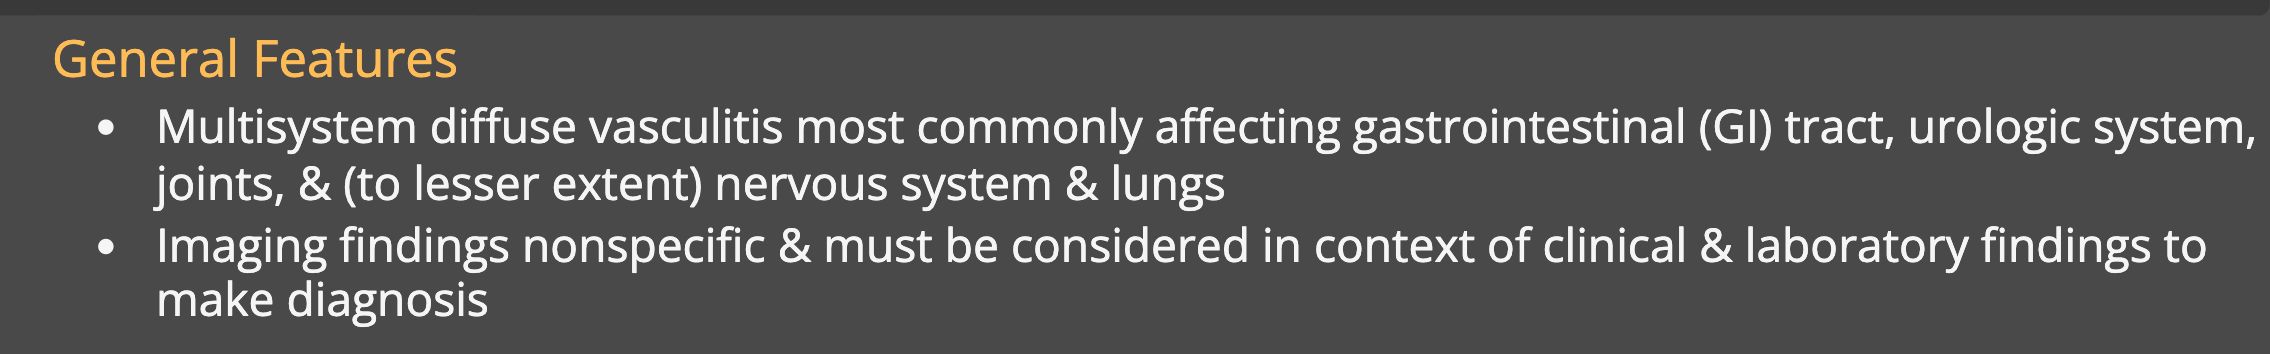 General Features
• Multisystem diffuse vasculitis most commonly affecting gastrointestinal (GI) tract, urologic system,
joints, & (to lesser extent) nervous system & lungs
• Imaging findings nonspecific & must be considered in context of clinical & laboratory findings to
make diagnosis